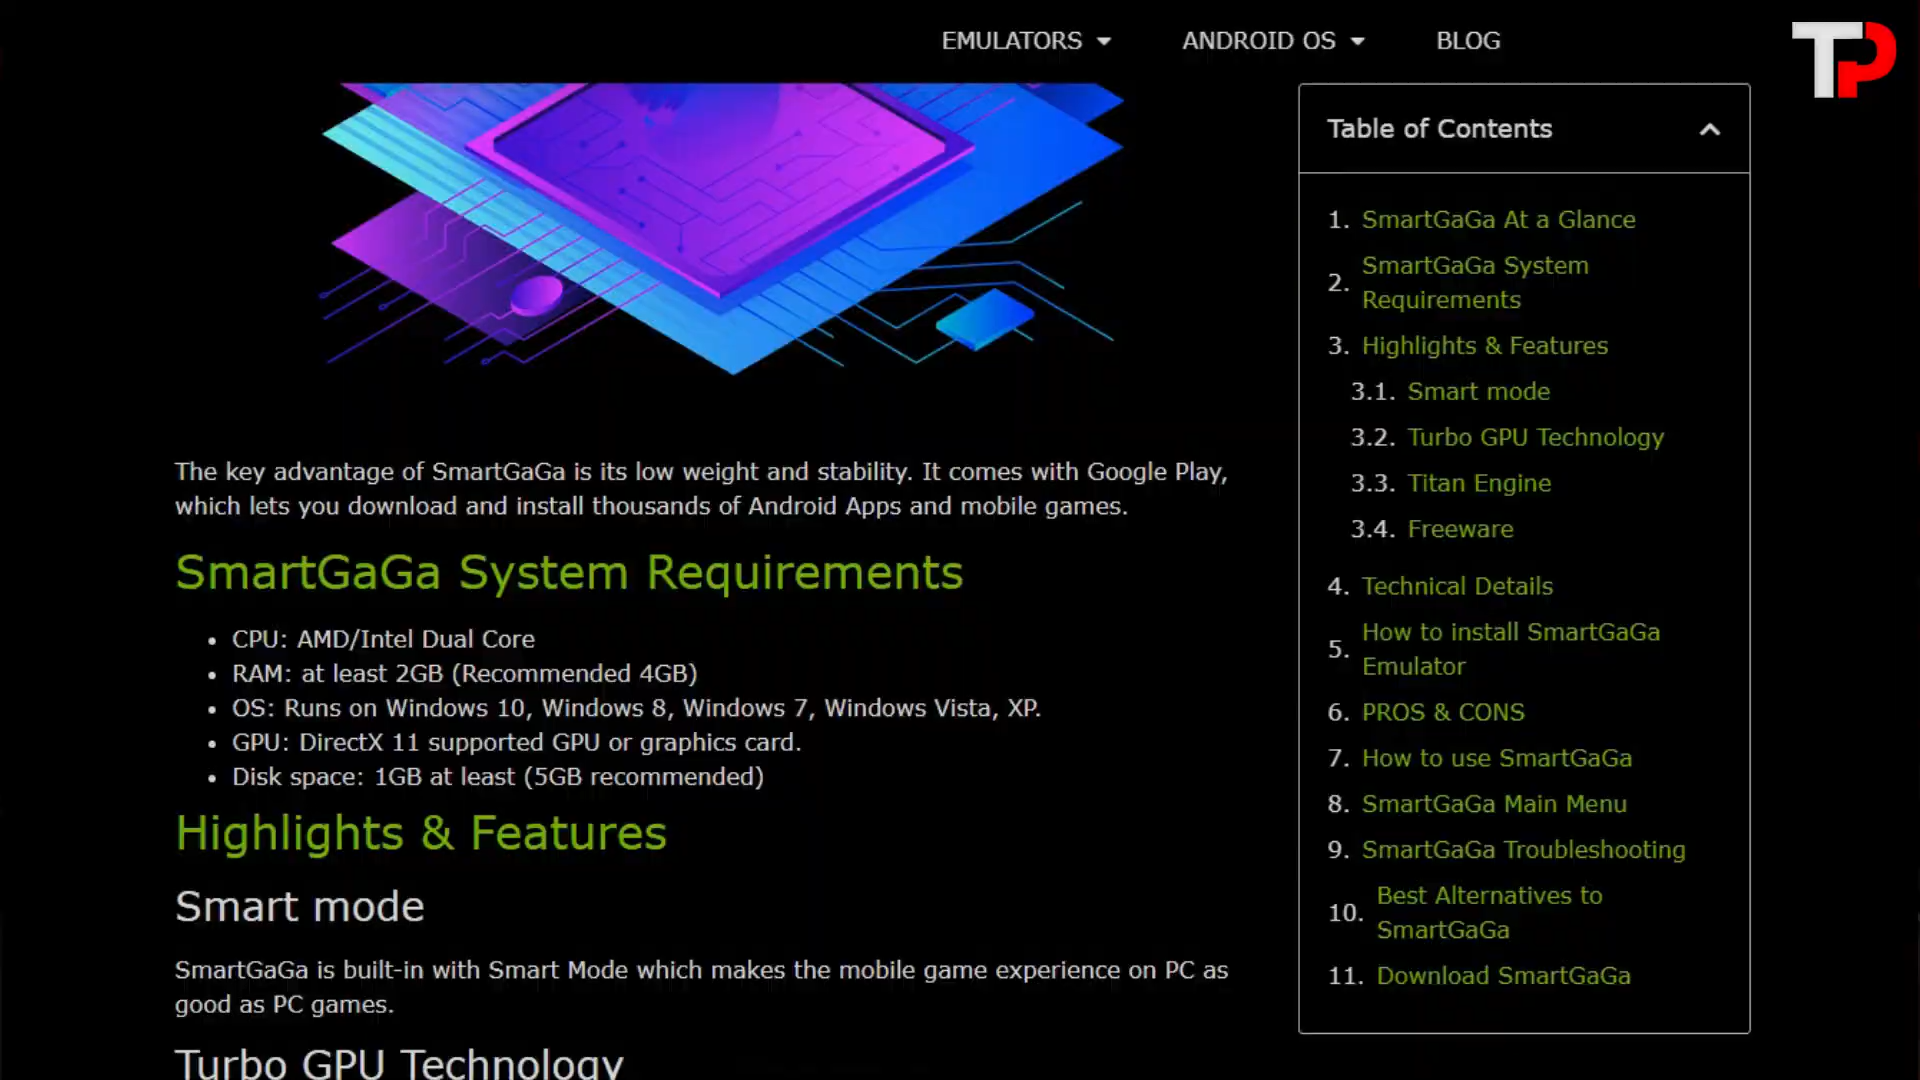 EMULATORS
ANDROID OS
BLOG
TP
Table of Contents
1. SmartGaGa At a Glance
2. SmartGaGa System
Requirements
3. Highlights & Features
3.1. Smart mode
3.2. Turbo GPU Technology
3.3. Titan Engine
3.4. Freeware
4. Technical Details
5. How to install SmartGaGa
Emulator
6. PROS & CONS
7. How to use SmartGaGa
8. SmartGaGa Main Menu
9. SmartGaGa Troubleshooting
10. Best Alternatives to
SmartGaGa
11. Download SmartGaGa
The key advantage of SmartGaGa is its low weight and stability. It comes with Google Play,
which lets you download and install thousands of Android Apps and mobile games.
SmartGaGa System Requirements
• CPU: AMD/Intel Dual Core
• RAM: at least 2GB (Recommended 4GB)
• OS: Runs on Windows 10, Windows 8, Windows 7, Windows Vista, XP.
• GPU: DirectX 11 supported GPU or graphics card.
• Disk space: 1GB at least (5GB recommended)
Highlights & Features
Smart mode
SmartGaGa is built-in with Smart Mode which makes the mobile game experience on PC as
good as PC games.
Turbo GPU Technology